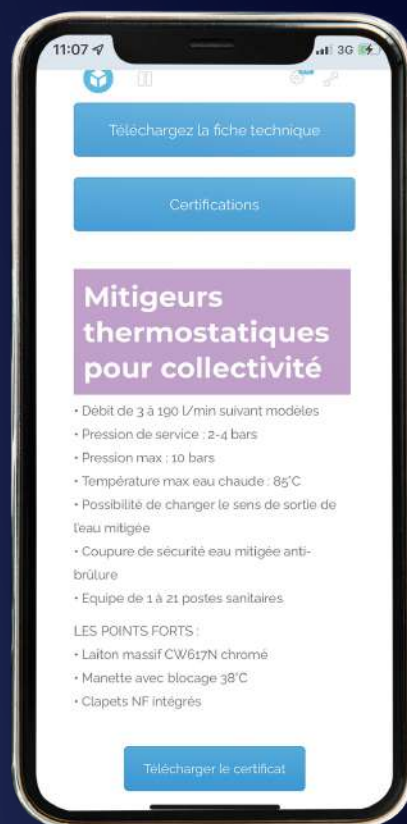 11:07
3G
Téléchargez la fiche technique
Certifications
Mitigeurs
thermostatiques
pour collectivité
• Débit de 3 à 190 l/min suivant modèles
• Pression de service : 2-4 bars
• Pression max : 10 bars
• Température max eau chaude : 85°C
• Possibilité de changer le sens de sortie de
l'eau mitigée
• Coupure de sécurité eau mitigée anti-
brûlure
• Equipe de 1 à 21 postes sanitaires
LES POINTS FORTS :
• Laiton massif CW617N chromé
• Manette avec blocage 38°C
• Clapets NF intégrés
Télécharger le certificat